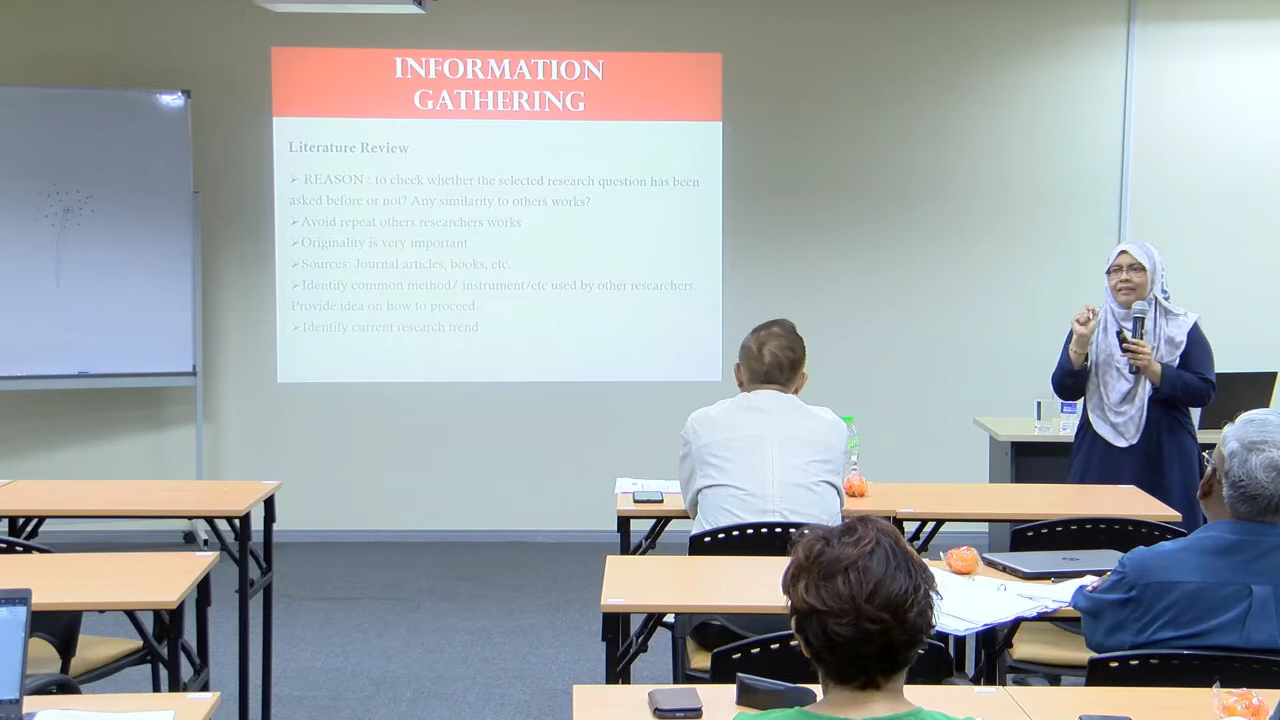 INFORMATION
GATHERING
Literature Review
➢ REASON : to check whether the selected research question has been
asked before or not? Any similarity to others works?
➢Avoid repeat others researchers works
➢Originality is very important
➢Sources: Journal articles, books, etc.
➢Identify common method/ instrument/etc used by other researchers.
Provide idea on how to proceed.
➢Identify current research trend